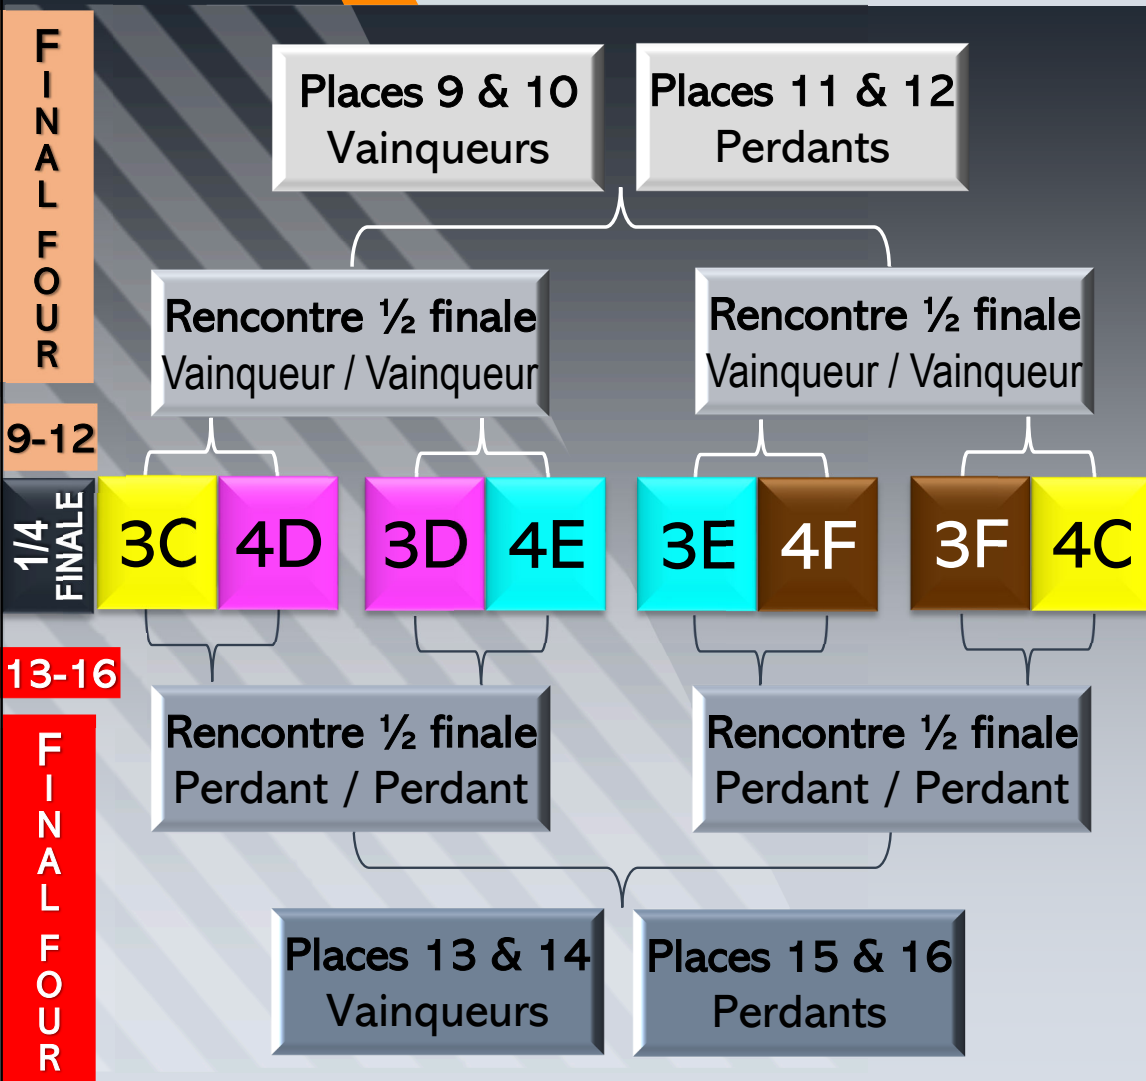 FINAL FOUR
Places 9 & 10
Vainqueurs
Places 11 & 12
Perdants
Rencontre ½ finale
Vainqueur / Vainqueur
Rencontre ½ finale
Vainqueur / Vainqueur
9-12
1/4 FINALE
3C 4D 3D 4E 3E 4F 3F 4C
13-16
Rencontre ½ finale
Perdant / Perdant
Rencontre ½ finale
Perdant / Perdant
FINAL FOUR
Places 13 & 14
Vainqueurs
Places 15 & 16
Perdants